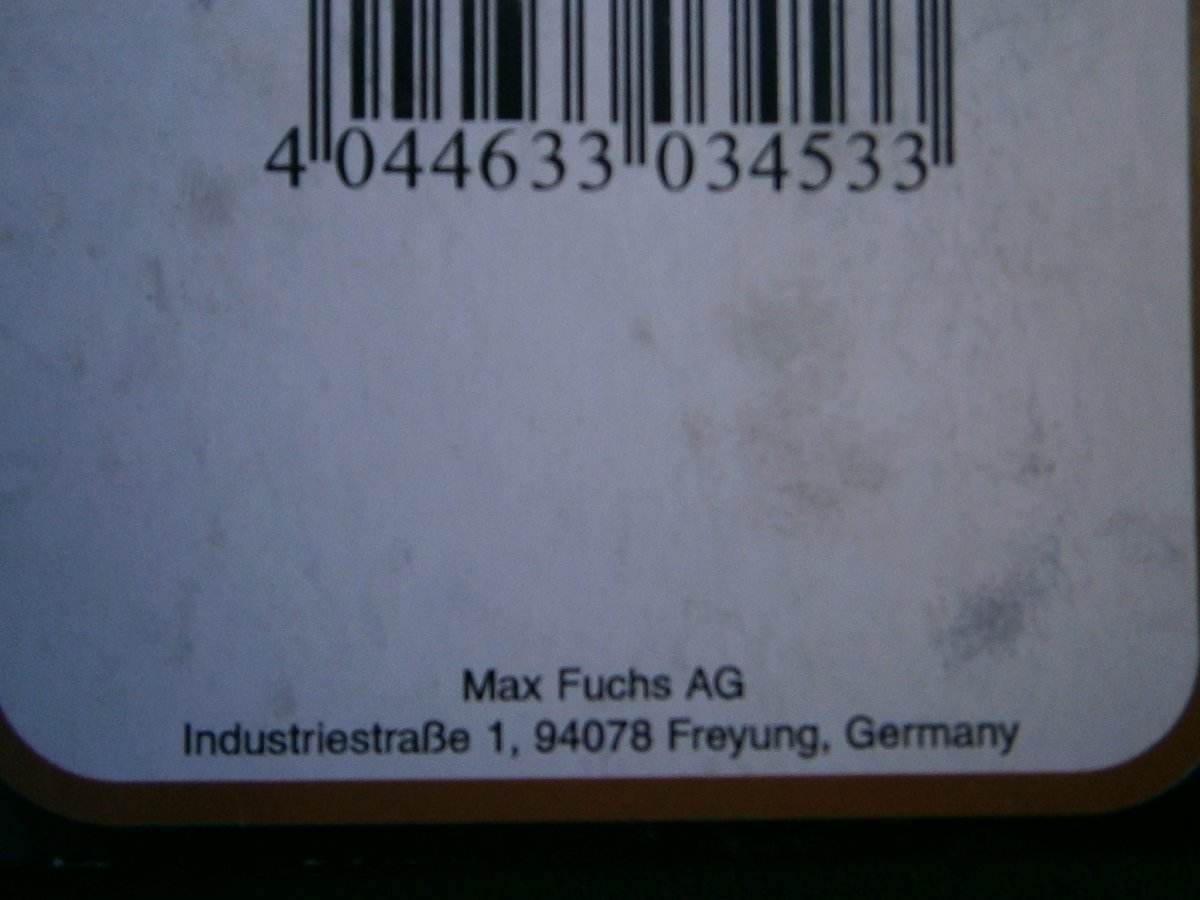 4 044633 034533
Max Fuchs AG
Industriestraße 1, 94078 Freyung, Germany